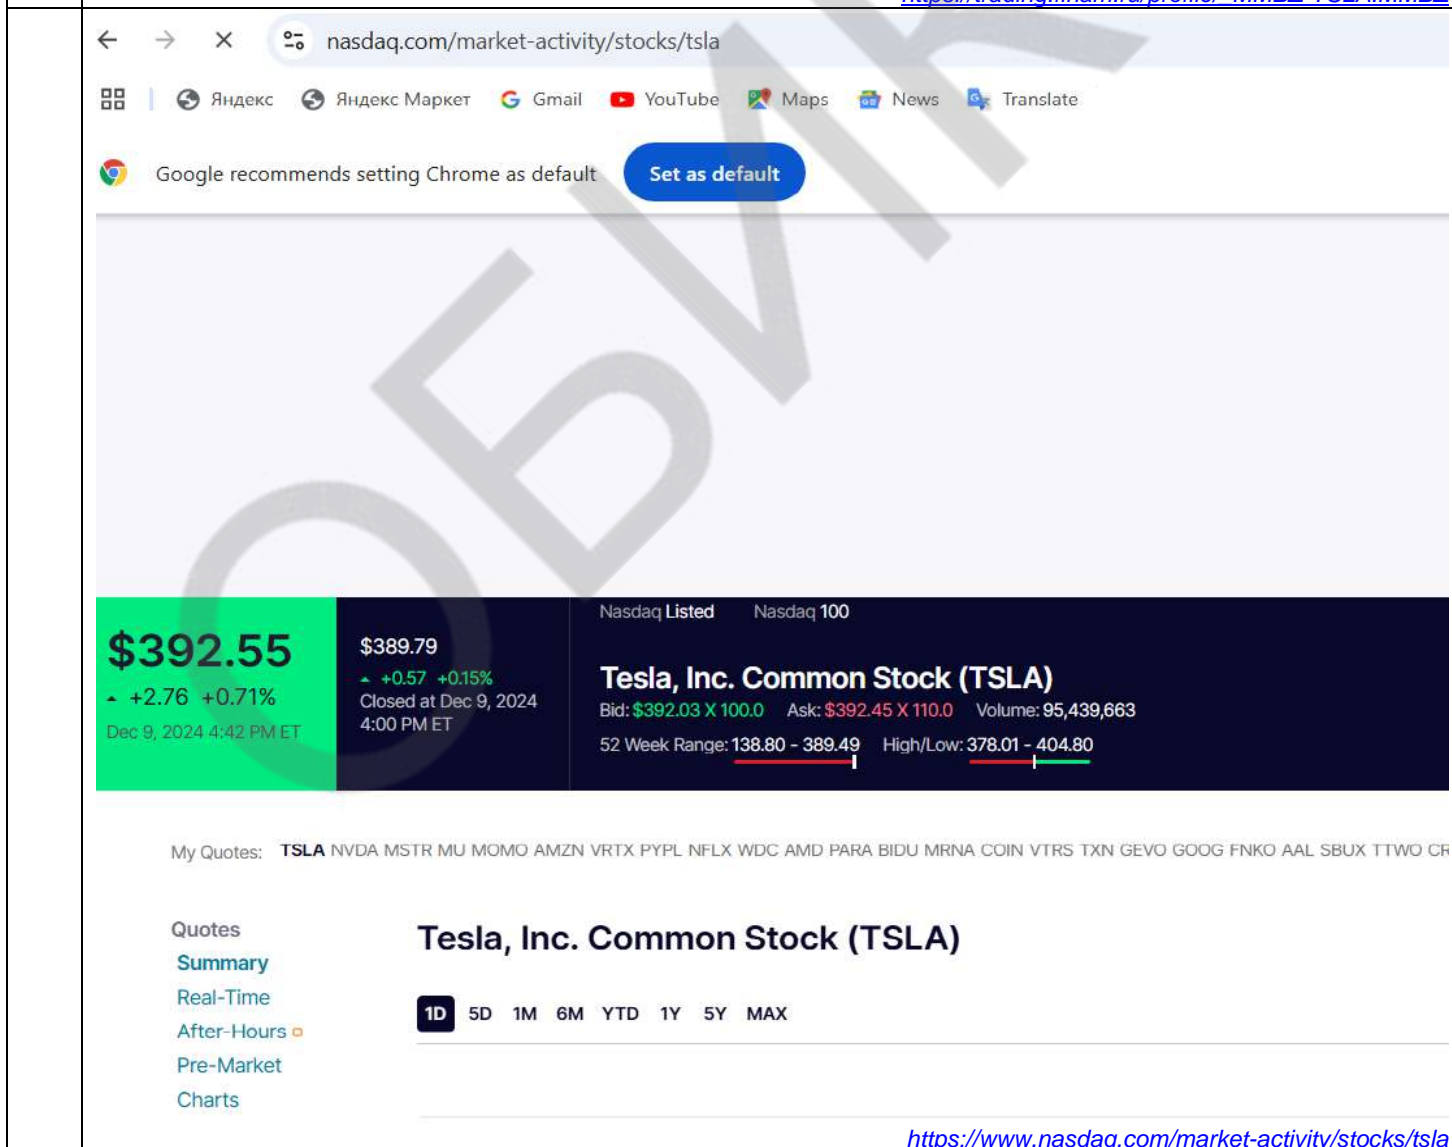 nasdaq.com/market-activity/stocks/tsla
Яндекс Яндекс Маркет Gmail YouTube Maps News Translate
Google recommends setting Chrome as default Set as default
ОБИК
Nasdaq Listed Nasdaq 100
$392.55 $389.79
+2.76 +0.71% +0.57 +0.15% Tesla, Inc. Common Stock (TSLA)
Dec 9, 2024 4:42 PM ET Closed at Dec 9, 2024 Bid: $392.03 X 100.0 Ask: $392.45 X 110.0 Volume: 95,439,663
4:00 PM ET 52 Week Range: 138.80 - 389.49 High/Low: 378.01 - 404.80
My Quotes: TSLA NVDA MSTR MU MOMO AMZN VRTX PYPL NFLX WDC AMD PARA BIDU MRNA COIN VTRS TXN GEVO GOOG FNKO AAL SBUX TTWO CR
Quotes Tesla, Inc. Common Stock (TSLA)
Summary
Real-Time 1D 5D 1M 6M YTD 1Y 5Y MAX
After-Hours
Pre-Market
Charts
https://www.nasdaq.com/market-activity/stocks/tsla